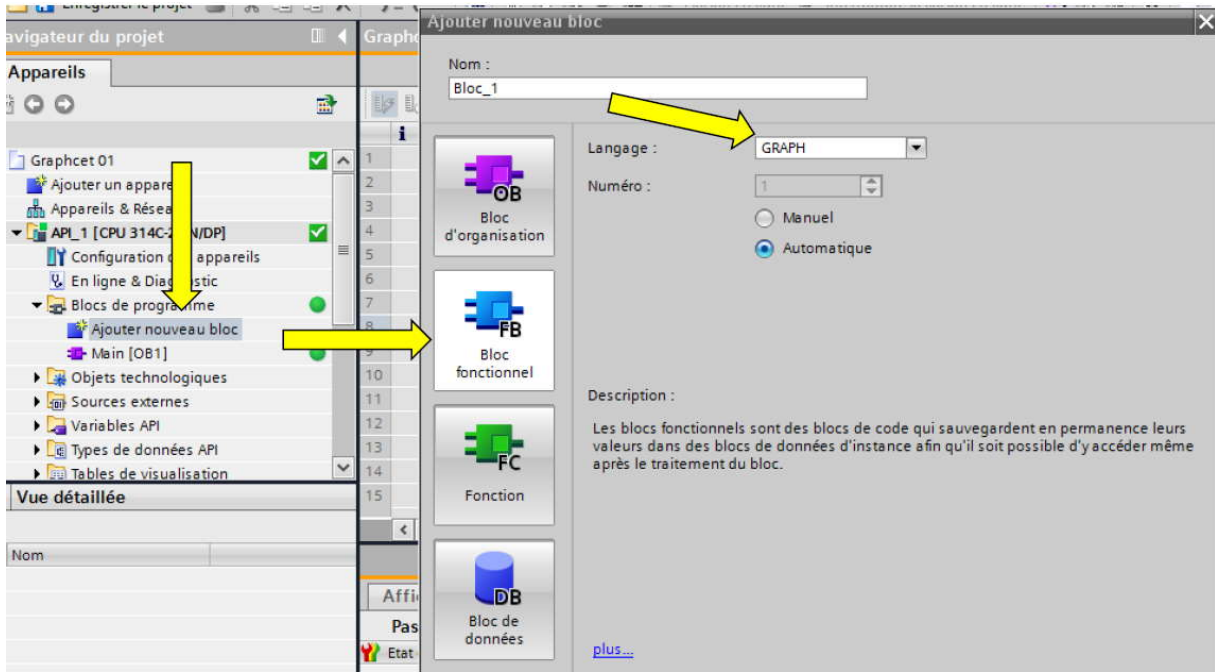 Enregistrer le projet
avigateur du projet
Graphc
Appareils
i
Graphcet 01
Ajouter un appare
Appareils & Résea
API_1 [CPU 314C-2 N/DP]
Configuration d appareils
En ligne & Diag stic
Blocs de programme
Ajouter nouveau bloc
Main [OB1]
Objets technologiques
Sources externes
Variables API
Types de données API
Tables de visualisation
1
2
3
4
5
6
7
8
9
10
11
12
13
14
15
Vue détaillée
Nom
Affi
Pas
Etat
Ajouter nouveau bloc
Nom :
Bloc_1
OB
Bloc
d'organisation
FB
Bloc
fonctionnel
FC
Fonction
DB
Bloc de
données
Langage :
GRAPH
Numéro :
1
Manuel
Automatique
Description :
Les blocs fonctionnels sont des blocs de code qui sauvegardent en permanence leurs
valeurs dans des blocs de données d'instance afin qu'il soit possible d'y accéder même
après le traitement du bloc.
plus...